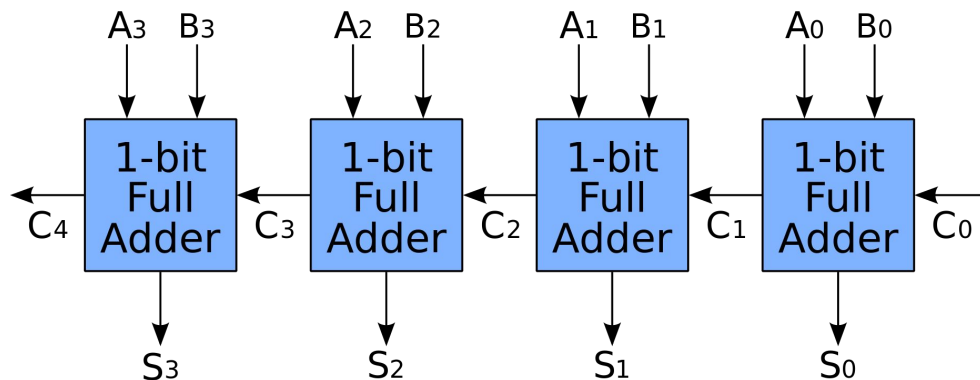 A3 B3 A2 B2 A1 B1 A0 B0
1-bit Full Adder
1-bit Full Adder
1-bit Full Adder
1-bit Full Adder
C4 C3 C2 C1 C0
S3 S2 S1 S0